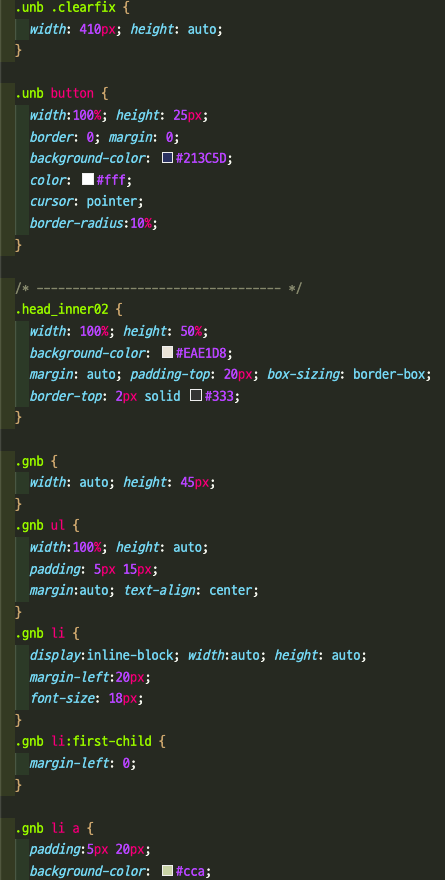 .unb .clearfix {
width: 410px; height: auto;
}
.unb button {
width:100%; height: 25px;
border: 0; margin: 0;
background-color: #213C5D;
color: #fff;
cursor: pointer;
border-radius:10%;
}
/* ---------------------------------- */
.head_inner02 {
width: 100%; height: 50%;
background-color: #EAE1D8;
margin: auto; padding-top: 20px; box-sizing: border-box;
border-top: 2px solid #333;
}
.gnb {
width: auto; height: 45px;
}
.gnb ul {
width:100%; height: auto;
padding: 5px 15px;
margin:auto; text-align: center;
}
.gnb li {
display:inline-block; width:auto; height: auto;
margin-left:20px;
font-size: 18px;
}
.gnb li:first-child {
margin-left: 0;
}
.gnb li a {
padding:5px 20px;
background-color: #cca;